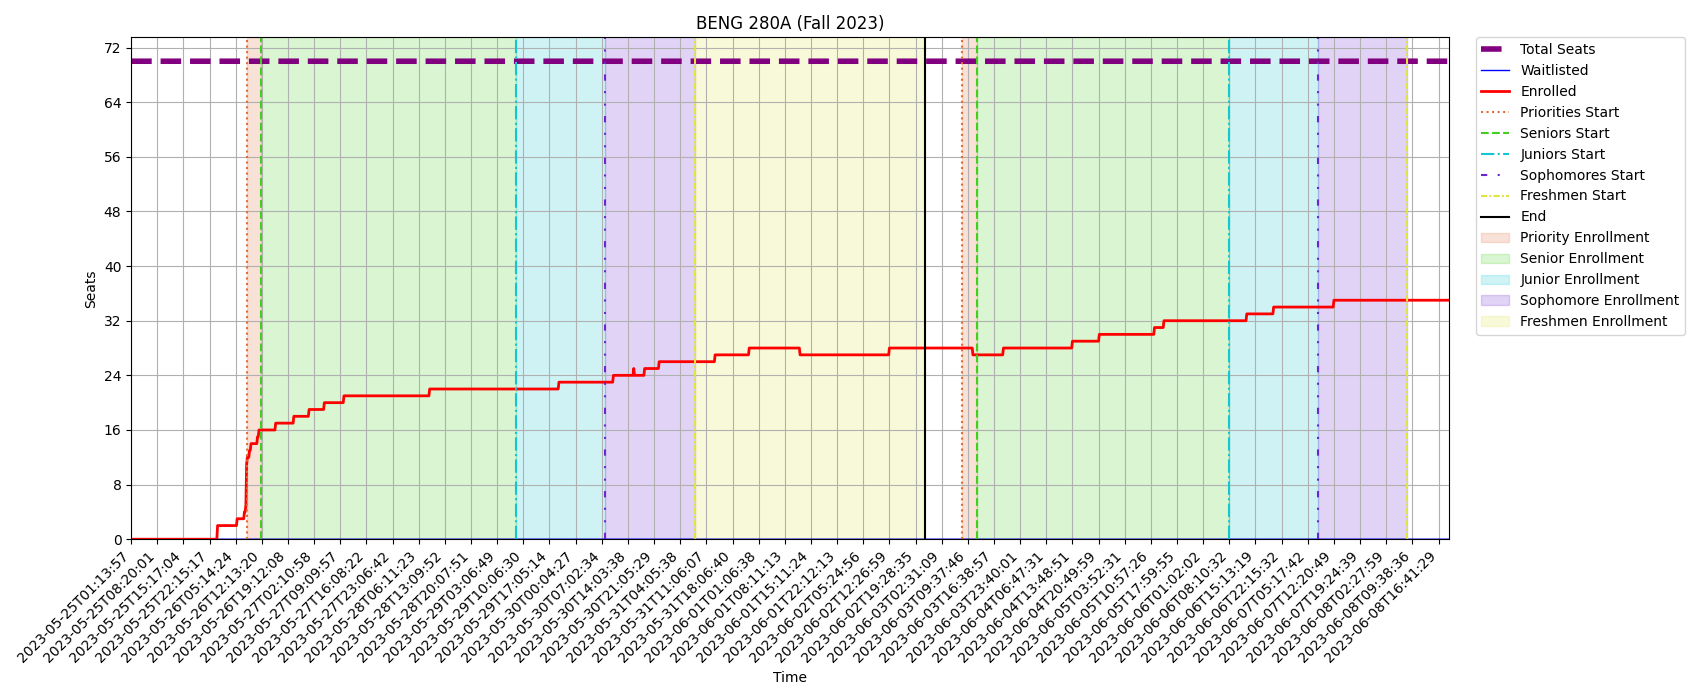 BENG 280A (Fall 2023)
72
64
56
48
40
32
24
16
8
0
Seats
2023-05-25T01:13:57
2023-05-25T08:20:01
2023-05-25T15:17:04
2023-05-25T22:15:17
2023-05-26T05:14:24
2023-05-26T12:13:20
2023-05-26T19:12:08
2023-05-27T02:10:58
2023-05-27T09:09:57
2023-05-27T16:08:22
2023-05-27T23:06:42
2023-05-28T06:11:23
2023-05-28T13:09:52
2023-05-28T20:07:51
2023-05-29T03:06:49
2023-05-29T10:06:30
2023-05-29T17:05:14
2023-05-30T00:04:27
2023-05-30T07:02:34
2023-05-30T14:03:38
2023-05-30T21:05:29
2023-05-31T04:05:38
2023-05-31T11:06:07
2023-05-31T18:06:40
2023-06-01T01:06:38
2023-06-01T08:11:13
2023-06-01T15:11:24
2023-06-01T22:12:13
2023-06-02T05:24:56
2023-06-02T12:26:59
2023-06-02T19:28:35
2023-06-03T02:31:09
2023-06-03T09:37:46
2023-06-03T16:38:57
2023-06-03T23:40:01
2023-06-04T06:47:31
2023-06-04T13:48:51
2023-06-04T20:49:59
2023-06-05T03:52:31
2023-06-05T10:57:26
2023-06-05T17:59:55
2023-06-06T01:02:02
2023-06-06T08:10:32
2023-06-06T15:13:19
2023-06-06T22:15:32
2023-06-07T05:17:42
2023-06-07T12:20:49
2023-06-07T19:24:39
2023-06-08T02:27:59
2023-06-08T09:38:36
2023-06-08T16:41:29
Time
Total Seats
Waitlisted
Enrolled
Priorities Start
Seniors Start
Juniors Start
Sophomores Start
Freshmen Start
End
Priority Enrollment
Senior Enrollment
Junior Enrollment
Sophomore Enrollment
Freshmen Enrollment